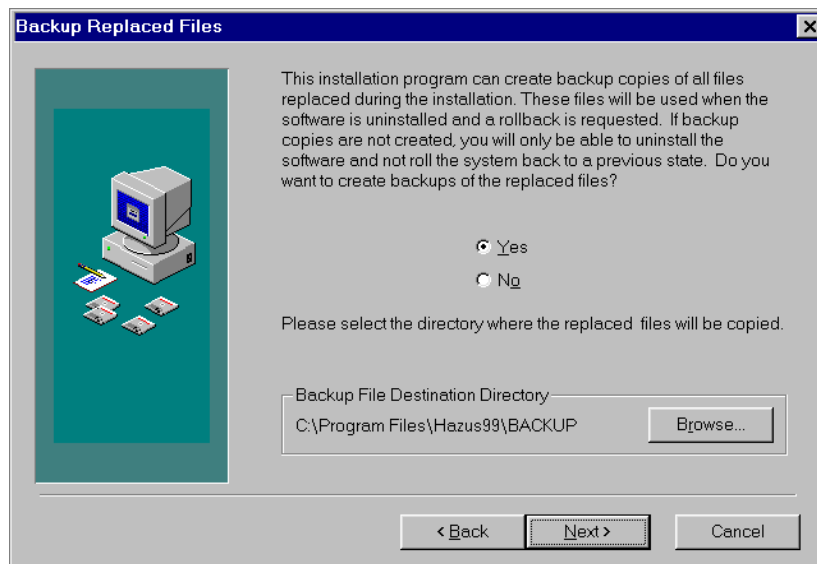 Backup Replaced Files
This installation program can create backup copies of all files
replaced during the installation. These files will be used when the
software is uninstalled and a rollback is requested. If backup
copies are not created, you will only be able to uninstall the
software and not roll the system back to a previous state. Do you
want to create backups of the replaced files?
Yes
No
Please select the directory where the replaced files will be copied.
Backup File Destination Directory
C:\Program Files\Hazus99\BACKUP
Browse...
< Back
Next >
Cancel